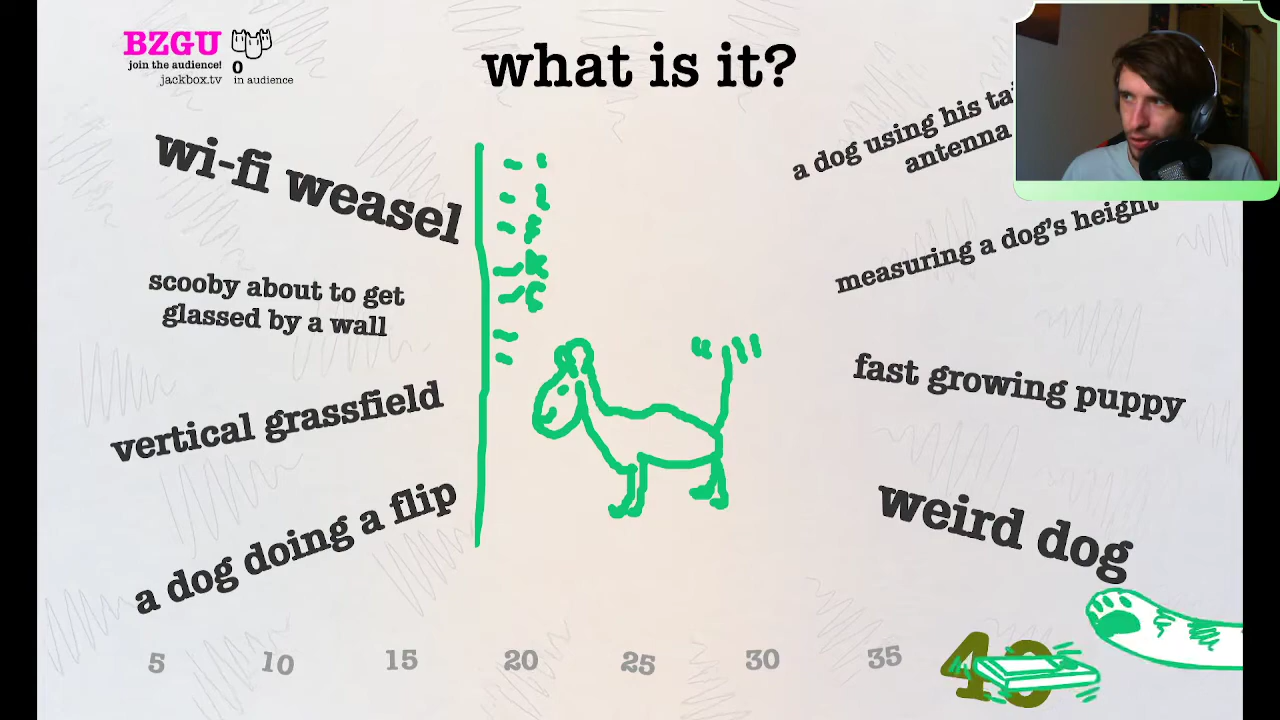 BZGU
join the audience!
jackbox.tv
0
in audience
what is it?
wi-fi weasel
scooby about to get
glassed by a wall
vertical grassfield
a dog doing a flip
a dog using his
antenna
measuring a dog's height
fast growing puppy
weird dog
5 10 15 20 25 30 35 40